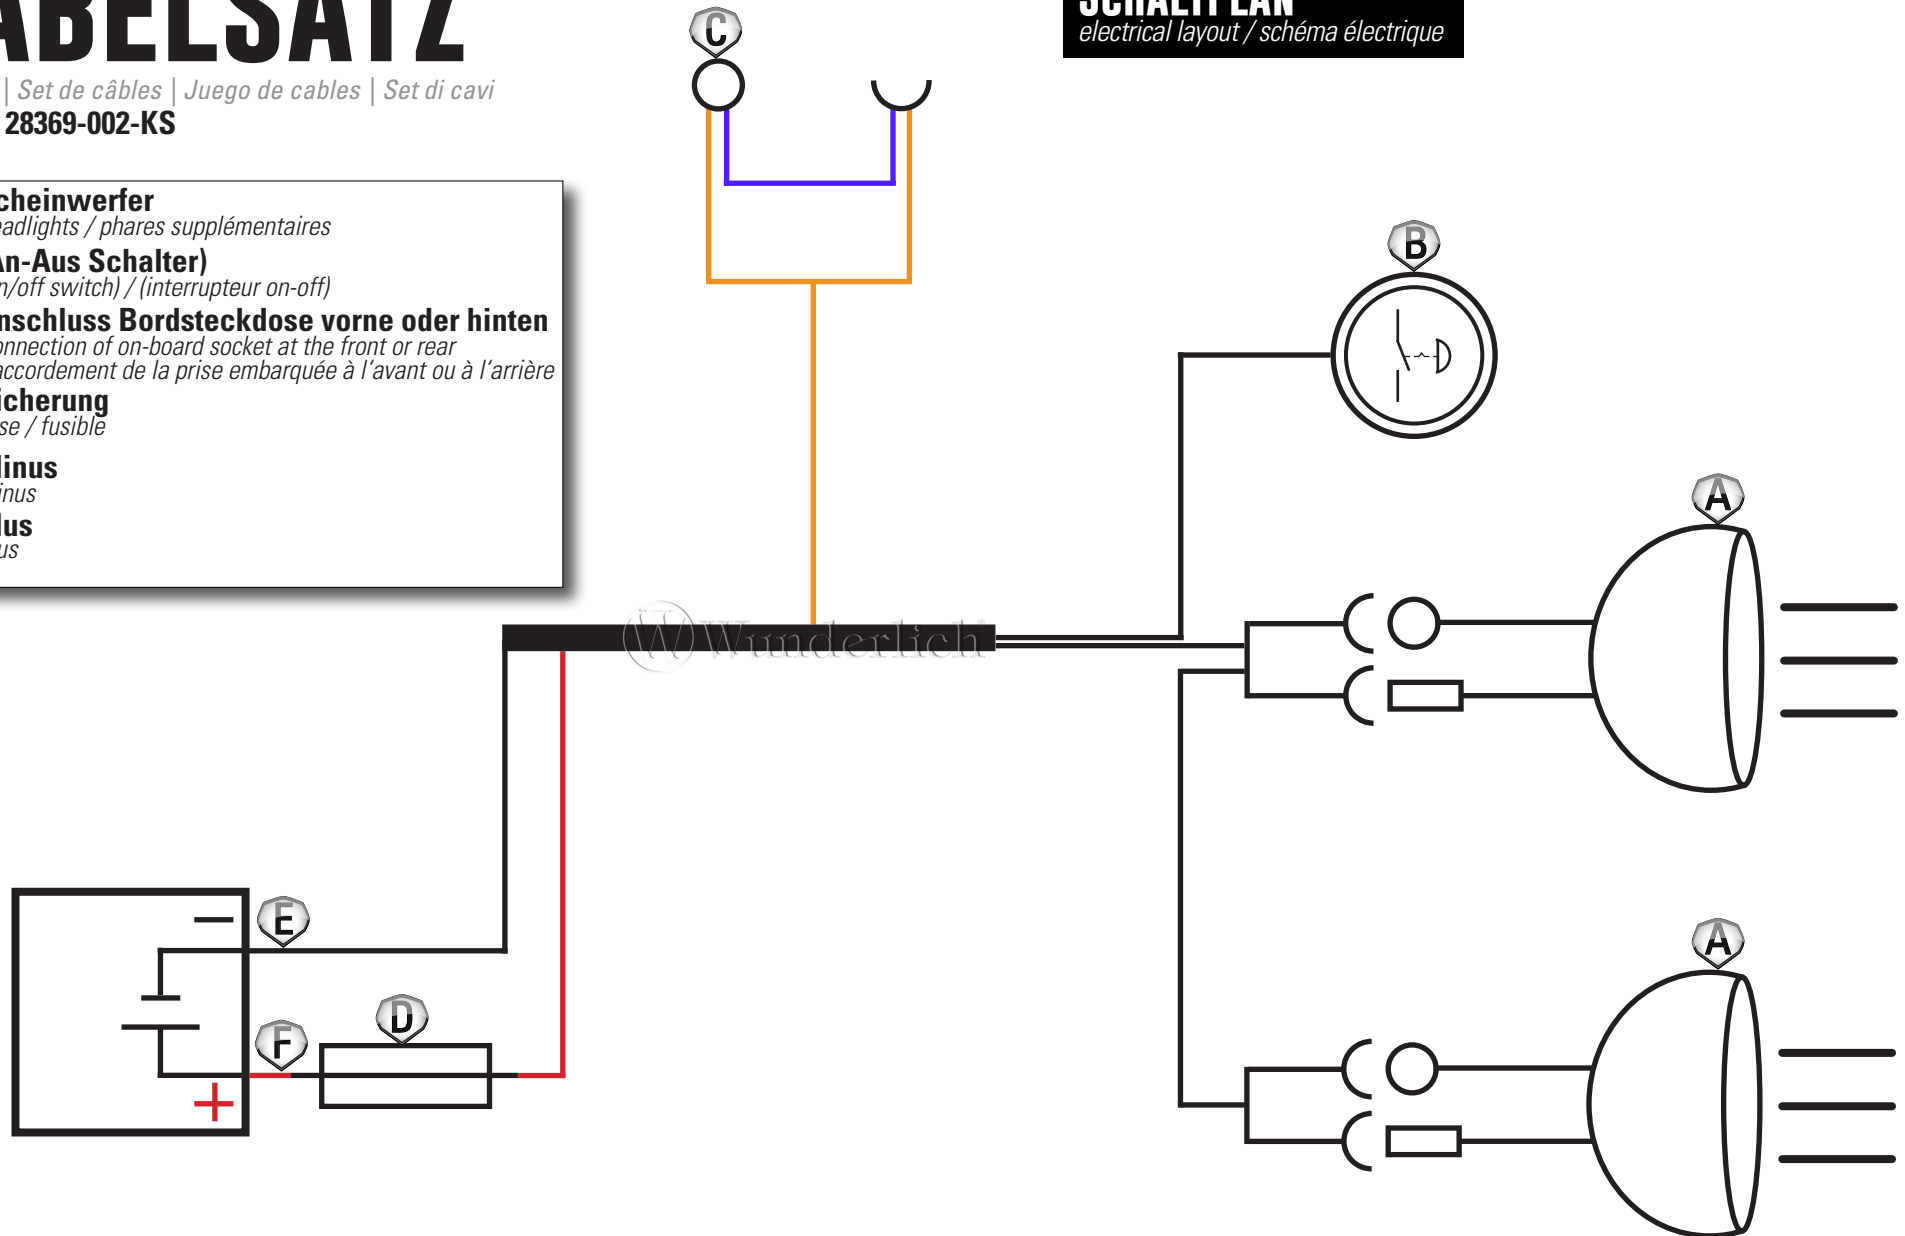 ABELSATZ
| Set de câbles | Juego de cables | Set di cavi
28369-002-KS
SCHALTPLAN
electrical layout / schéma électrique
cheinwerfer
eadlights / phares supplémentaires
An-Aus Schalter)
n/off switch) / (interrupteur on-off)
nschluss Bordsteckdose vorne oder hinten
onnection of on-board socket at the front or rear
accordement de la prise embarquée à l‘avant ou à l‘arrière
icherung
se / fusible
inus
inus
lus
us
C
B
A
Wunderlich
E
D
F
A